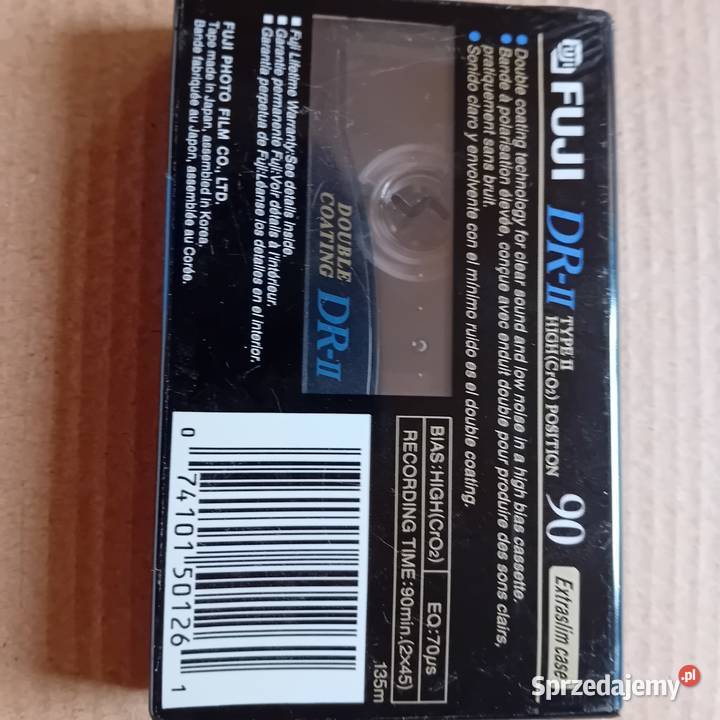 FUJI
FUJI DR-II TYPE II HIGH(CrO2) POSITION 90 Extraslim case
• Double coating technology for clear sound and low noise in a high bias cassette.
• Bande à polarisation élevée, conçue avec enduit double pour produire des sons clairs,
pratiquement sans bruit.
• Sonido claro y envolvente con el mínimo ruido es el double coating.
DOUBLE
COATING DR-II
BIAS:HIGH(CrO2) EQ:70µs
RECORDING TIME:90min.(2x45)
135m
■ Fuji Lifetime Warranty:See details inside.
■ Garantie permanente Fuji:Voir détails à l'intérieur.
■ Garantía perpetua de Fuji:Léanse los detalles en el interior.
FUJI PHOTO FILM CO., LTD.
Tape made in Japan, assembled in Korea.
Bande fabriquée au Japon, assemblée au Corée.
0 74101 50126 1
Sprzedajemy.pl